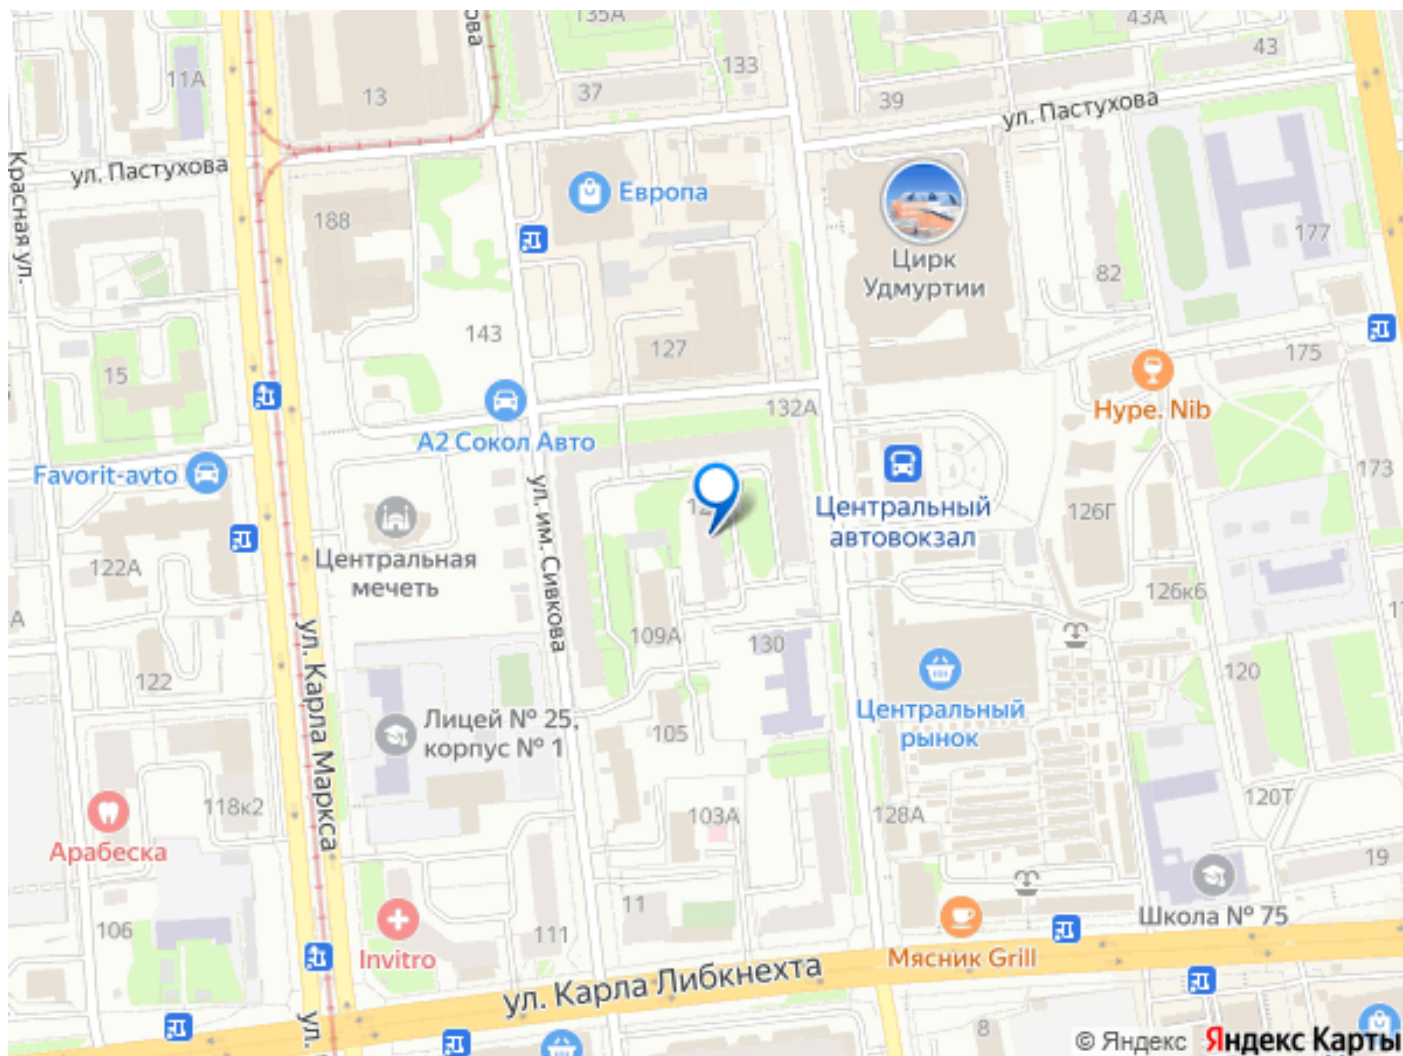 135А
43А
43
ова
133
11А
13
37
39
ул. Пастухова
ул. Пастухова
Красная ул.
Европа
188
177
Цирк
Удмуртии
82
143
127
175
15
132А
Hype. Nib
А2 Сокол Авто
Favorit-avto
173
ул. им. Сивкова
Центральный
автовокзал
126Г
Центральная
мечеть
122А
126к6
А
109А
130
ул. Карла Маркса
122
120
Лицей № 25,
корпус № 1
105
Центральный
рынок
118к2
103А
128А
120Т
Арабеска
19
106
11
111
Школа № 75
Invitro
Мясник Grill
ул. Карла Либкнехта
ул.
8
© Яндекс Яндекс Карты